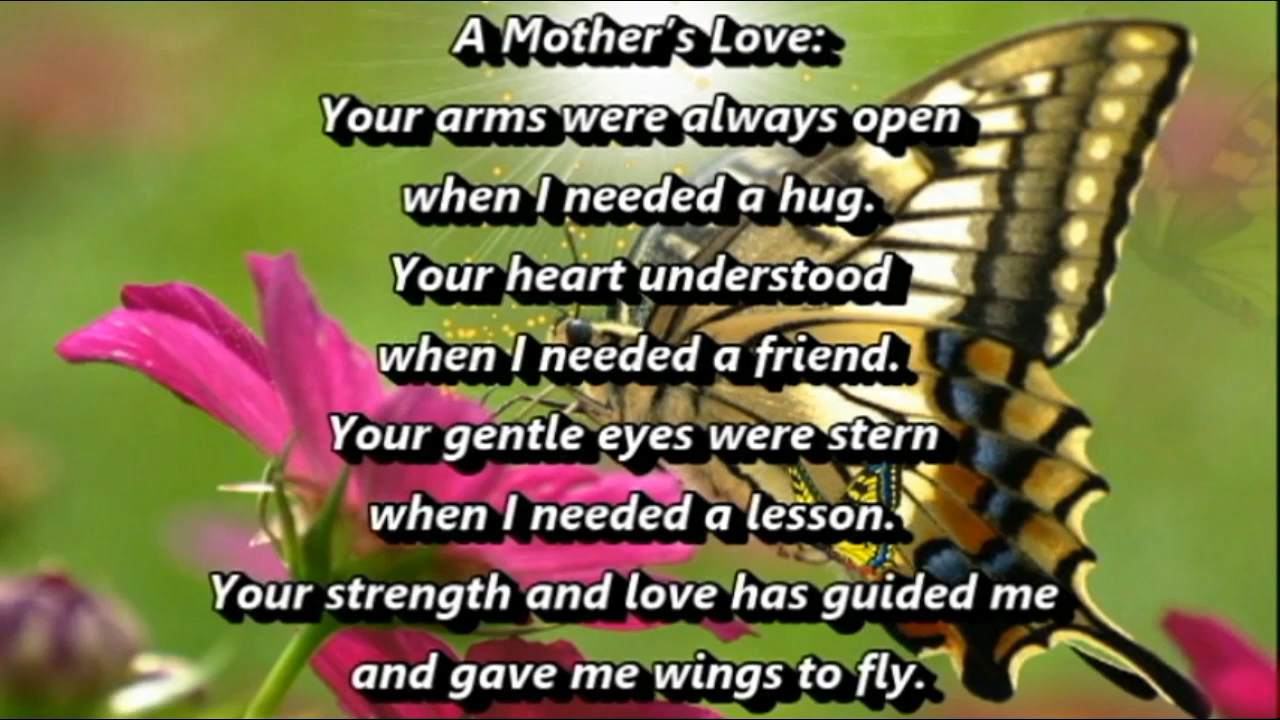 A Mother's Love:
Your arms were always open
when I needed a hug.
Your heart understood
when I needed a friend.
Your gentle eyes were stern
when I needed a lesson.
Your strength and love has guided me
and gave me wings to fly.